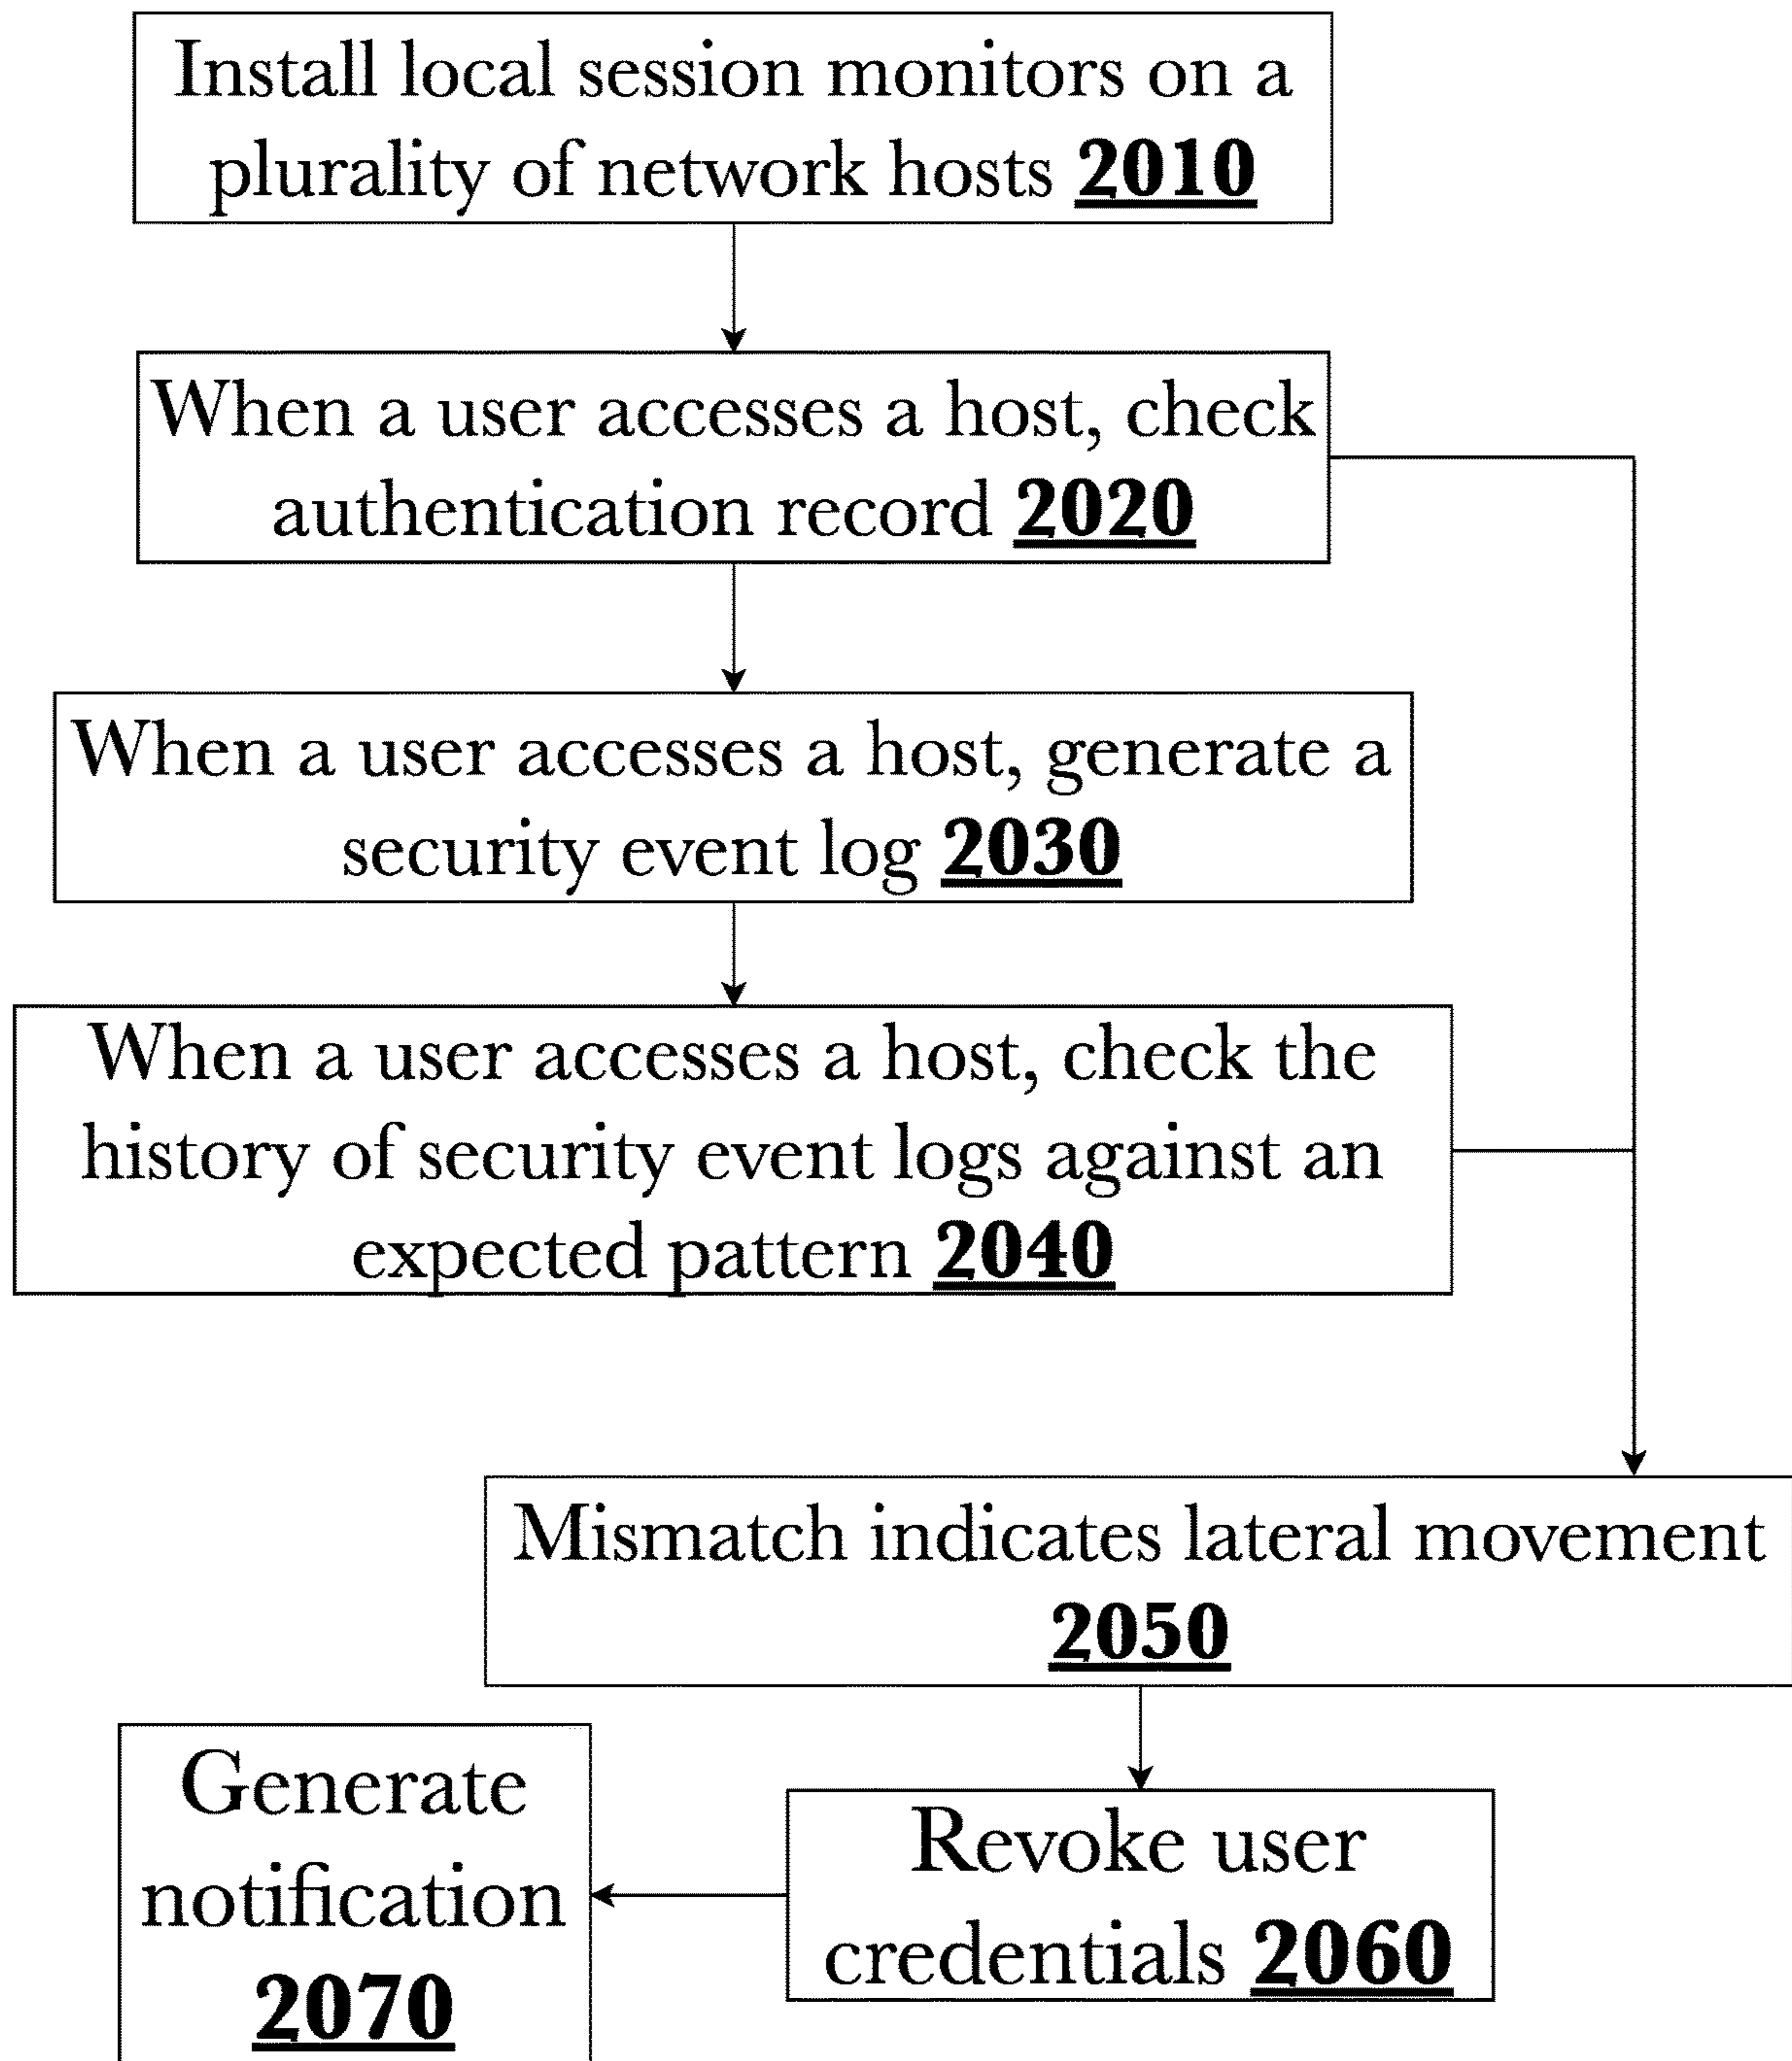 Install local session monitors on a
plurality of network hosts 2010
When a user accesses a host, check
authentication record 2020
When a user accesses a host, generate a
security event log 2030
When a user accesses a host, check the
history of security event logs against an
expected pattern 2040
Mismatch indicates lateral movement
2050
Revoke user
credentials 2060
Generate
notification
2070